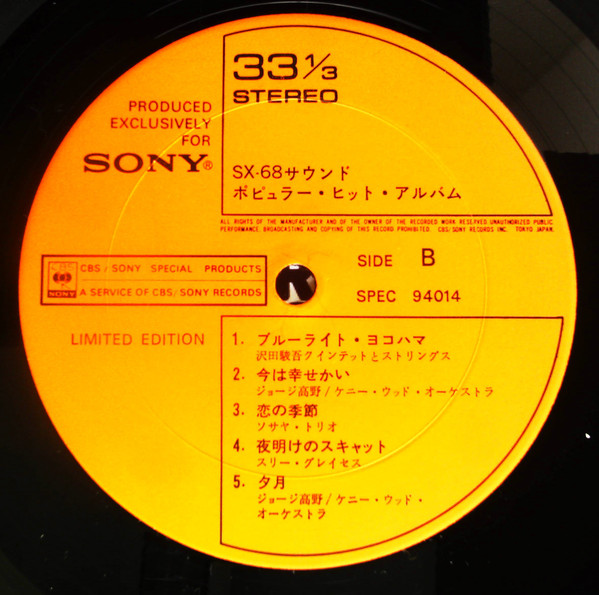 33 1/3
STEREO
PRODUCED
EXCLUSIVELY
FOR
SONY®
SX-68サウンド
ポピュラー・ヒット・アルバム
ALL RIGHTS OF THE MANUFACTURER AND OF THE OWNER OF THE RECORDED WORK RESERVED UNAUTHORIZED PUBLIC
PERFORMANCE, BROADCASTING AND COPYING OF THIS RECORD PROHIBITED. CBS/SONY RECORDS INC. TOKYO JAPAN.
SIDE B
SPEC 94014
CBS
SONY
CBS/SONY SPECIAL PRODUCTS
A SERVICE OF CBS/SONY RECORDS
LIMITED EDITION
1. ブルーライト・ヨコハマ
沢田駿吾クインテットとストリングス
2. 今は幸せかい
ジョージ高野/ケニー・ウッド・オーケストラ
3. 恋の季節
ソサヤ・トリオ
4. 夜明けのスキャット
スリー・グレイセス
5. 夕月
ジョージ高野/ケニー・ウッド・
オーケストラ